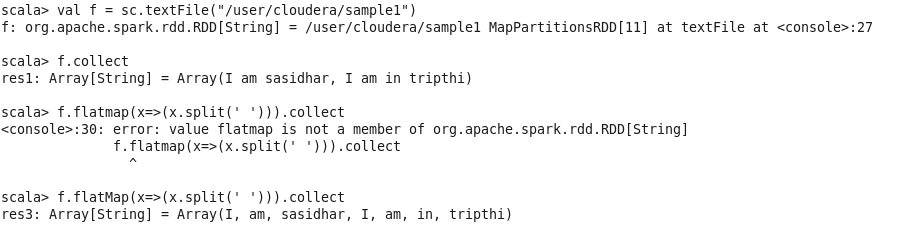 scala> val f = sc.textFile("/user/cloudera/sample1")
f: org.apache.spark.rdd.RDD[String] = /user/cloudera/sample1 MapPartitionsRDD[11] at textFile at <console>:27
scala> f.collect
res1: Array[String] = Array(I am sasidhar, I am in tripthi)
scala> f.flatmap(x=>(x.split(' '))).collect
<console>:30: error: value flatmap is not a member of org.apache.spark.rdd.RDD[String]
              f.flatmap(x=>(x.split(' '))).collect
                ^
scala> f.flatMap(x=>(x.split(' '))).collect
res3: Array[String] = Array(I, am, sasidhar, I, am, in, tripthi)